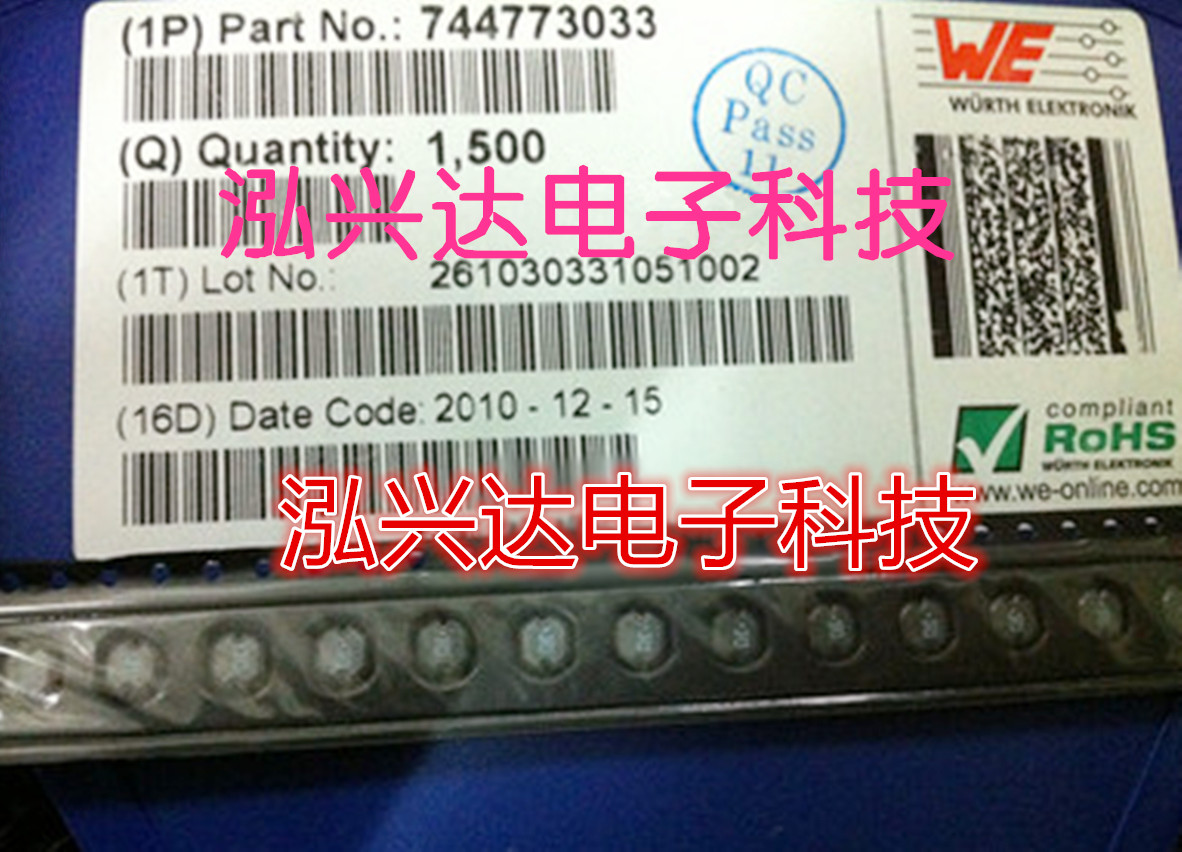 (1P) Part No.: 744773033
(Q) Quantity: 1,500
(1T) Lot No.: 261030331051002
(16D) Date Code: 2010 - 12 - 15
QC
Pass
11
WE
WÜRTH ELEKTRONIK
compliant
RoHS
WÜRTH ELEKTRONIK
www.we-online.com
泓兴达电子科技
泓兴达电子科技